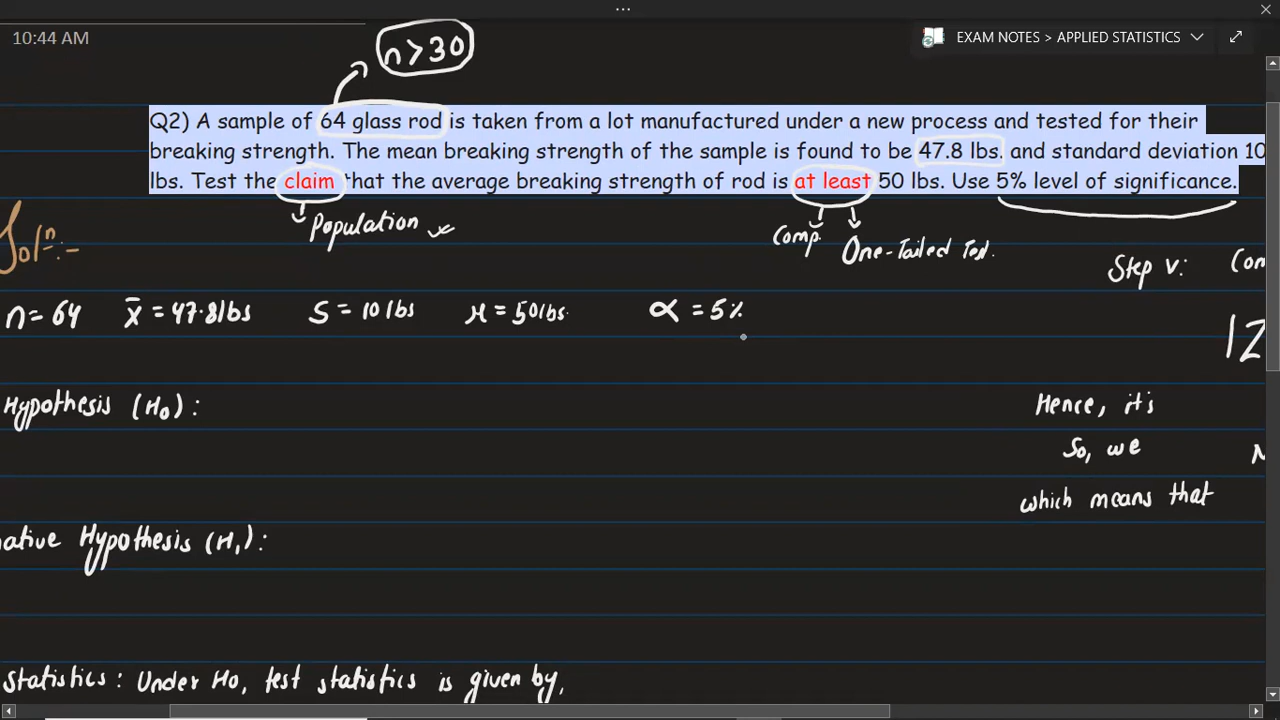 10:44 AM
EXAM NOTES > APPLIED STATISTICS
n > 30
Q2) A sample of 64 glass rod is taken from a lot manufactured under a new process and tested for their
breaking strength. The mean breaking strength of the sample is found to be 47.8 lbs. and standard deviation 10
lbs. Test the claim that the average breaking strength of rod is at least 50 lbs. Use 5% level of significance.
Population
Comp.
One-Tailed Test.
Soln:-
Step V:
n = 64 x̄ = 47.8 lbs S = 10 lbs μ = 50 lbs. α = 5%
|Z
Hypothesis (H₀) :
Hence, it's
So, we
which means that
Hypothesis (H₁) :
Statistics : Under H₀, test statistics is given by,